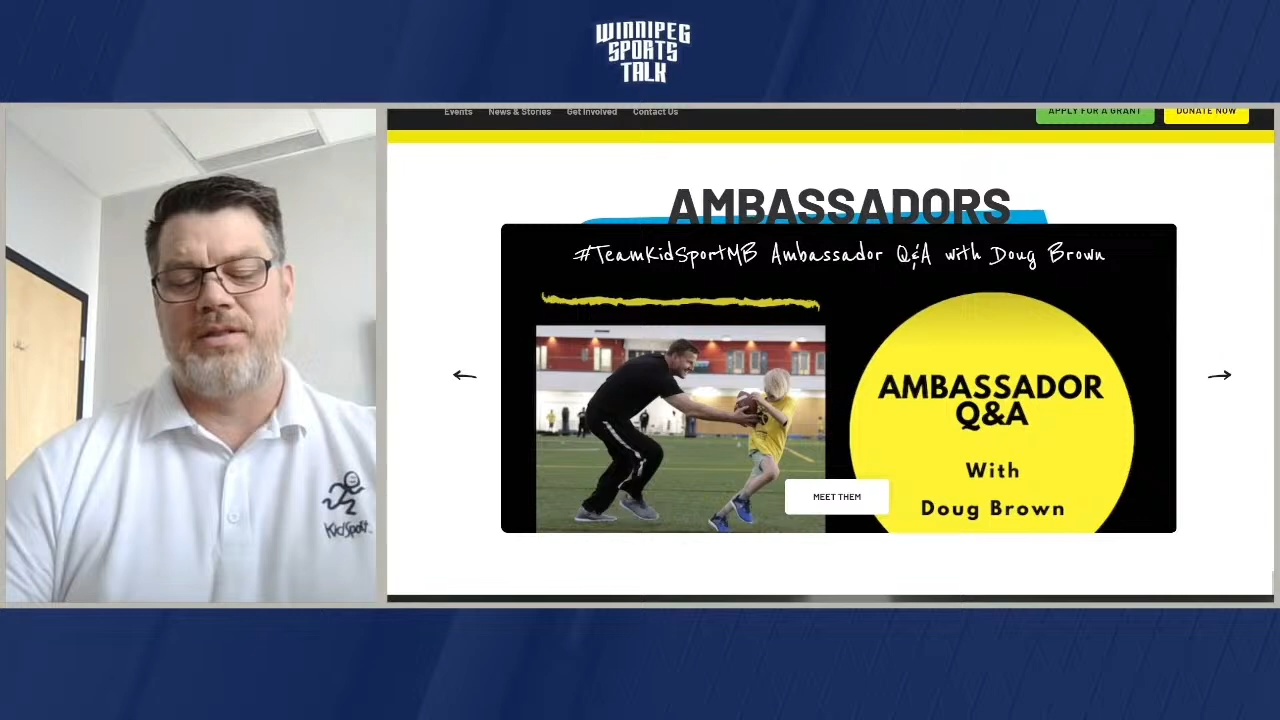 WINNIPEG
SPORTS
TALK
Events News & Stories Get Involved Contact Us
APPLY FOR A GRANT DONATE NOW
AMBASSADORS
#TeamKidSportMB Ambassador Q&A with Doug Brown
AMBASSADOR
Q&A
With
Doug Brown
MEET THEM
KidSport